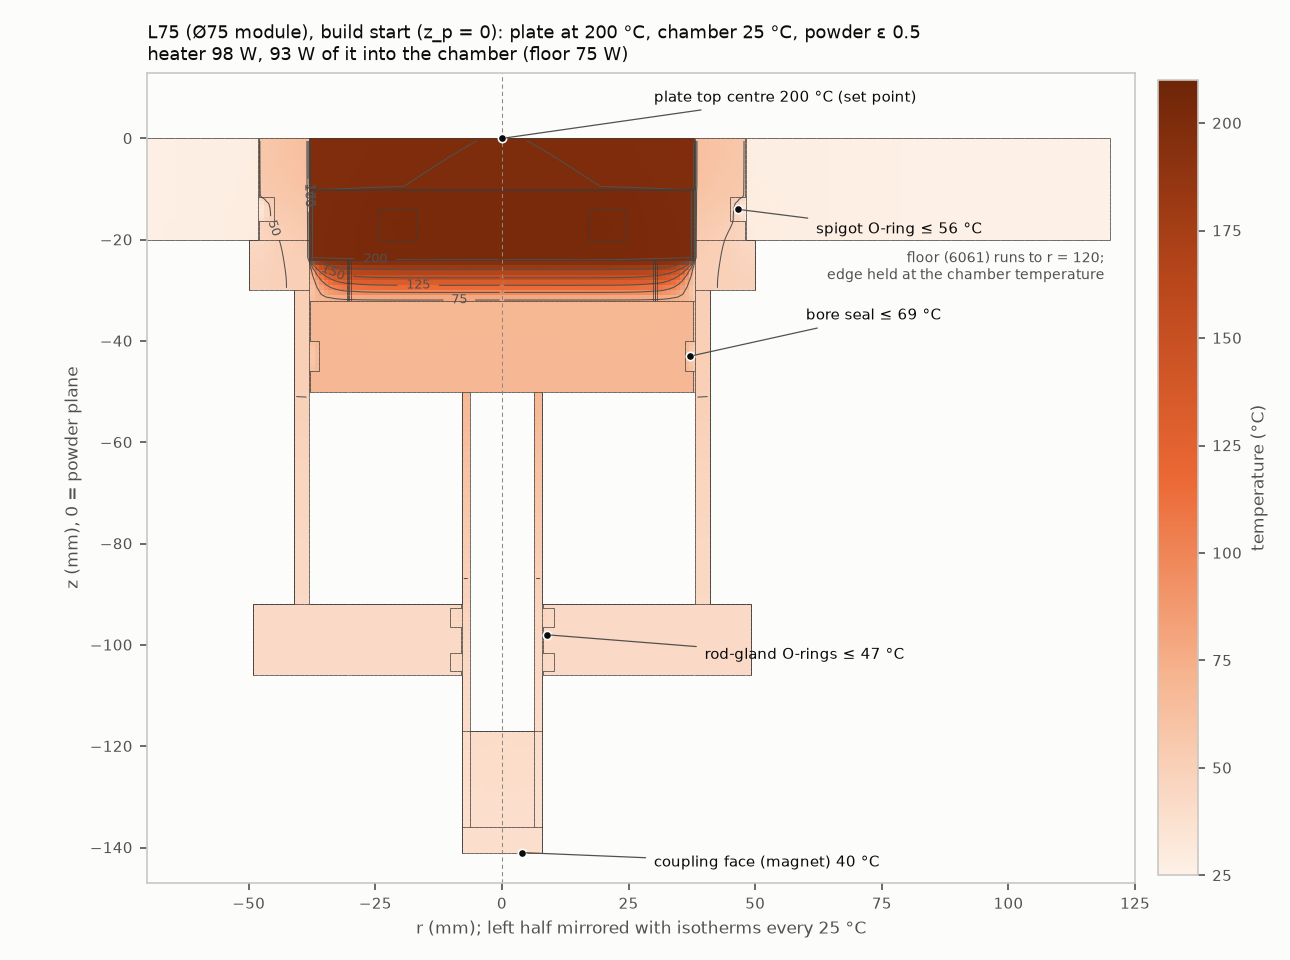 L75 (Ø75 module), build start (z_p = 0): plate at 200 °C, chamber 25 °C, powder ε 0.5
heater 98 W, 93 W of it into the chamber (floor 75 W)
plate top centre 200 °C (set point)
spigot O-ring ≤ 56 °C
floor (6061) runs to r = 120;
edge held at the chamber temperature
bore seal ≤ 69 °C
rod-gland O-rings ≤ 47 °C
coupling face (magnet) 40 °C
50
200
150
125
75
0
−20
−40
−60
−80
−100
−120
−140
z (mm), 0 = powder plane
−50
−25
0
25
50
75
100
125
r (mm); left half mirrored with isotherms every 25 °C
200
175
150
125
100
75
50
25
temperature (°C)